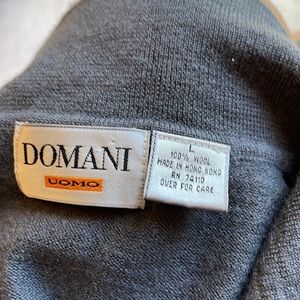 DOMANI
UOMO
L
100% WOOL
MADE IN HONG KONG
RN 74110
OVER FOR CARE